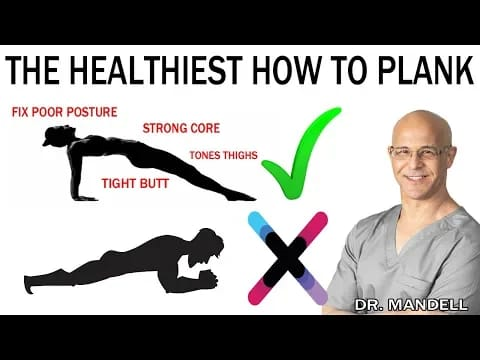 THE HEALTHIEST HOW TO PLANK
FIX POOR POSTURE
STRONG CORE
TONES THIGHS
TIGHT BUTT
DR. MANDELL